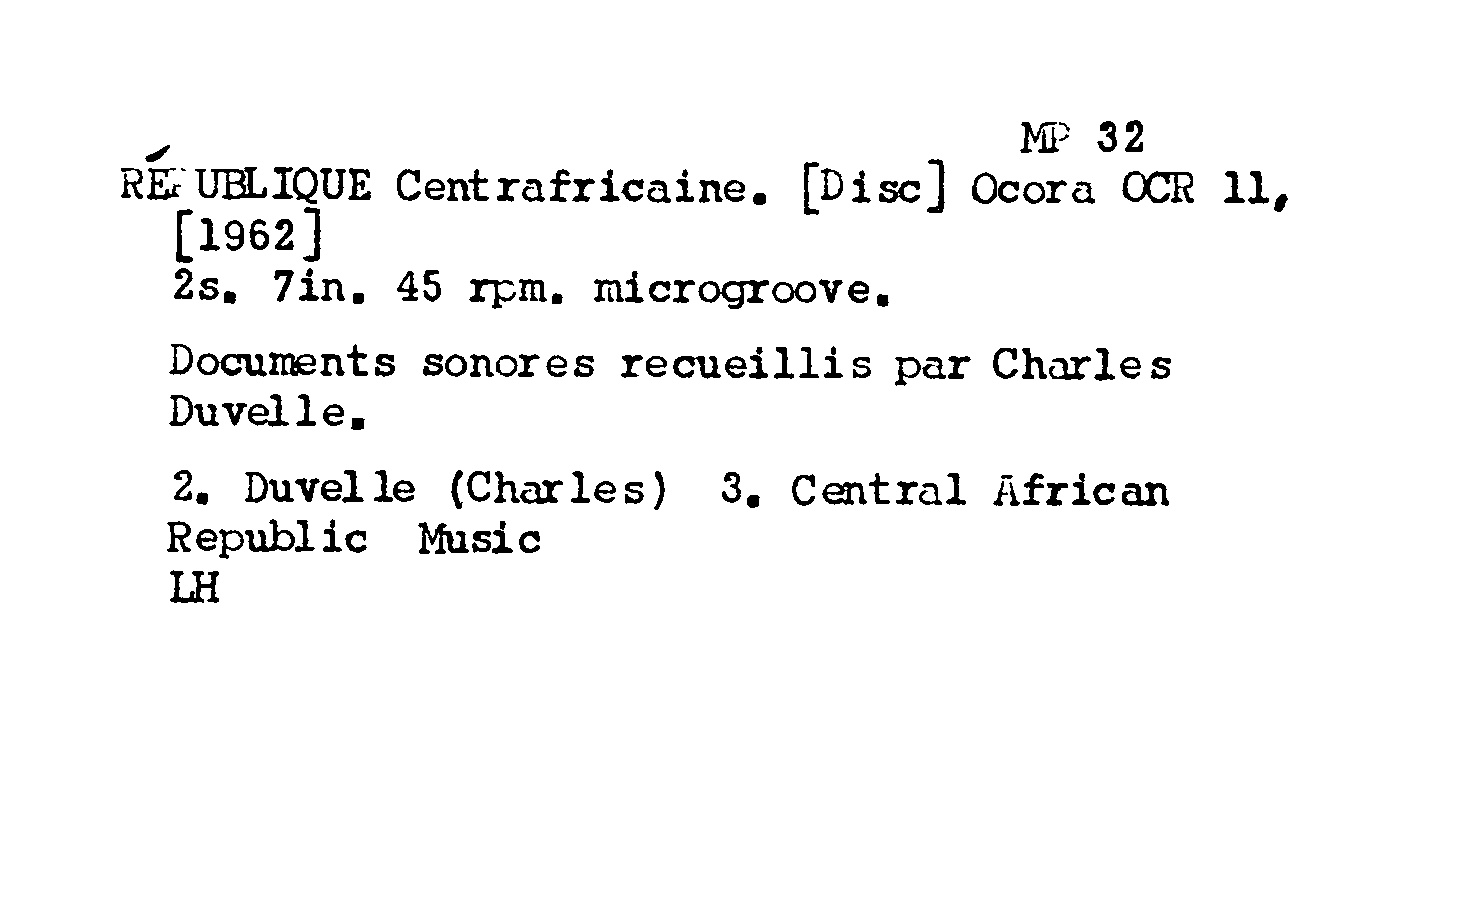 MP 32
RÉPUBLIQUE Centrafricaine. [Disc] Ocora OCR 11,
[1962]
2s. 7in. 45 rpm. microgroove.
Documents sonores recueillis par Charles
Duvelle.
2. Duvelle (Charles) 3. Central African
Republic Music
LH